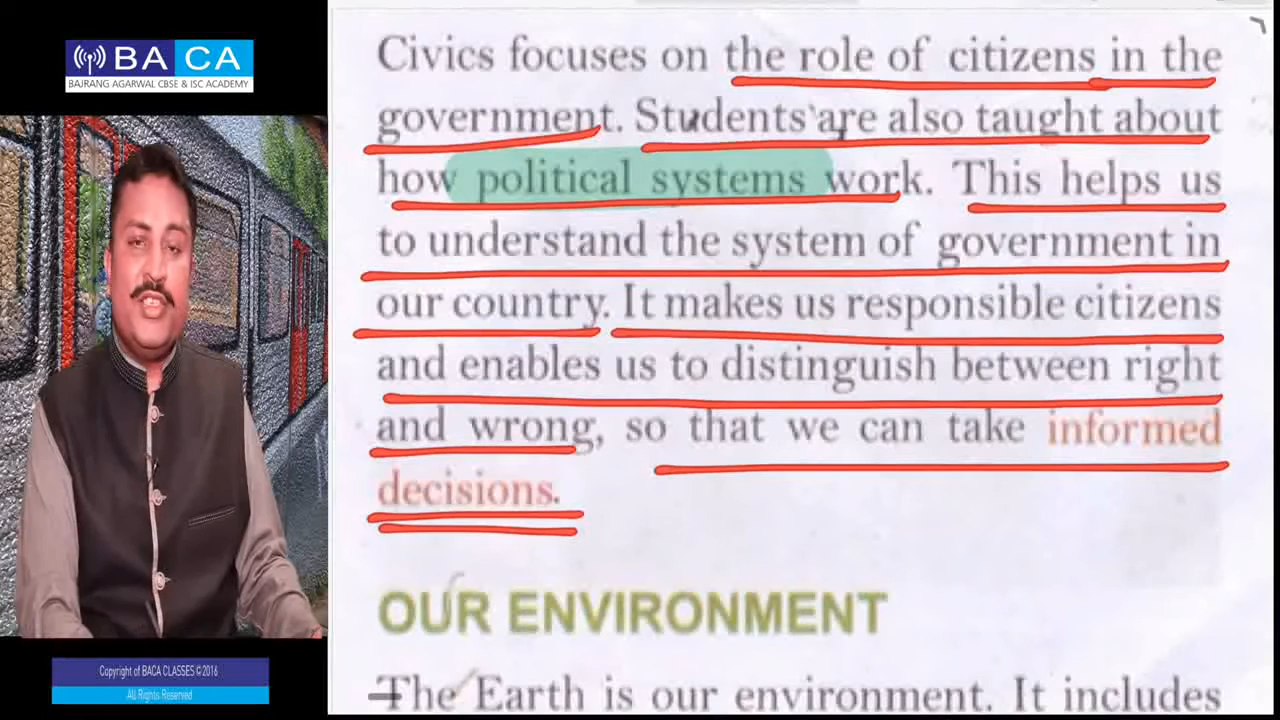 BACA
BAJRANG AGARWAL CBSE & ISC ACADEMY
Civics focuses on the role of citizens in the
government. Students are also taught about
how political systems work. This helps us
to understand the system of government in
our country. It makes us responsible citizens
and enables us to distinguish between right
and wrong, so that we can take informed
decisions.
OUR ENVIRONMENT
The Earth is our environment. It includes
Copyright of BACA CLASSES ©2016
All Rights Reserved